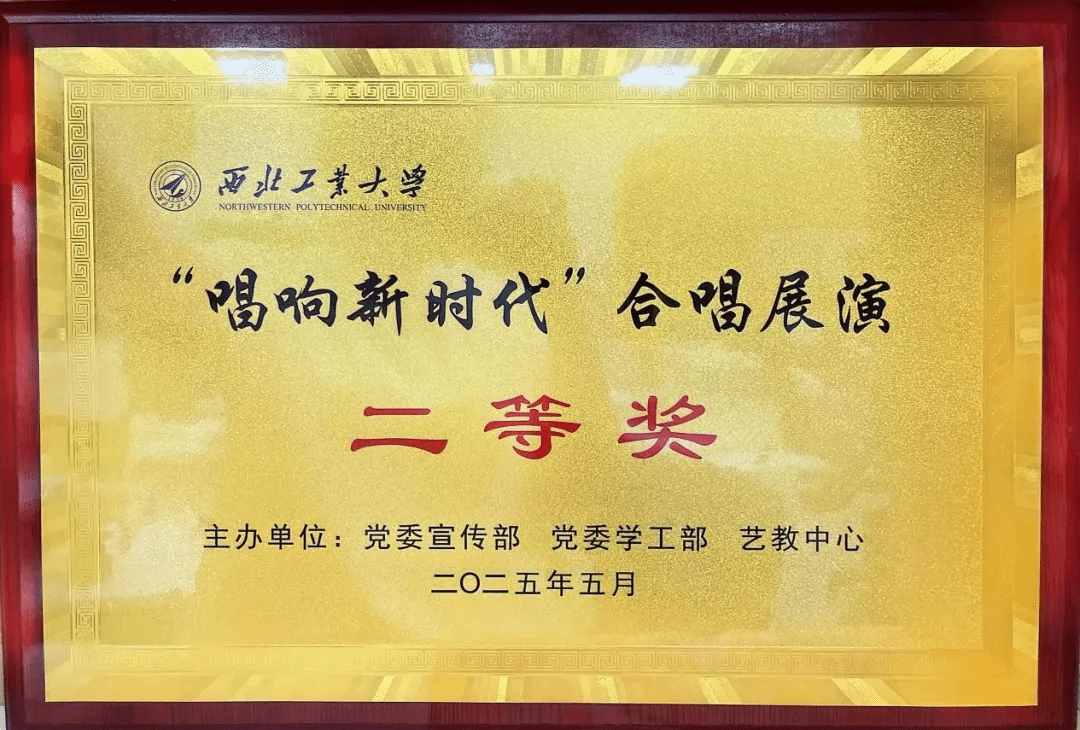 西北工业大学
NORTHWESTERN POLYTECHNICAL UNIVERSITY
“唱响新时代”合唱展演
二等奖
主办单位：党委宣传部 党委学工部 艺教中心
二〇二五年五月